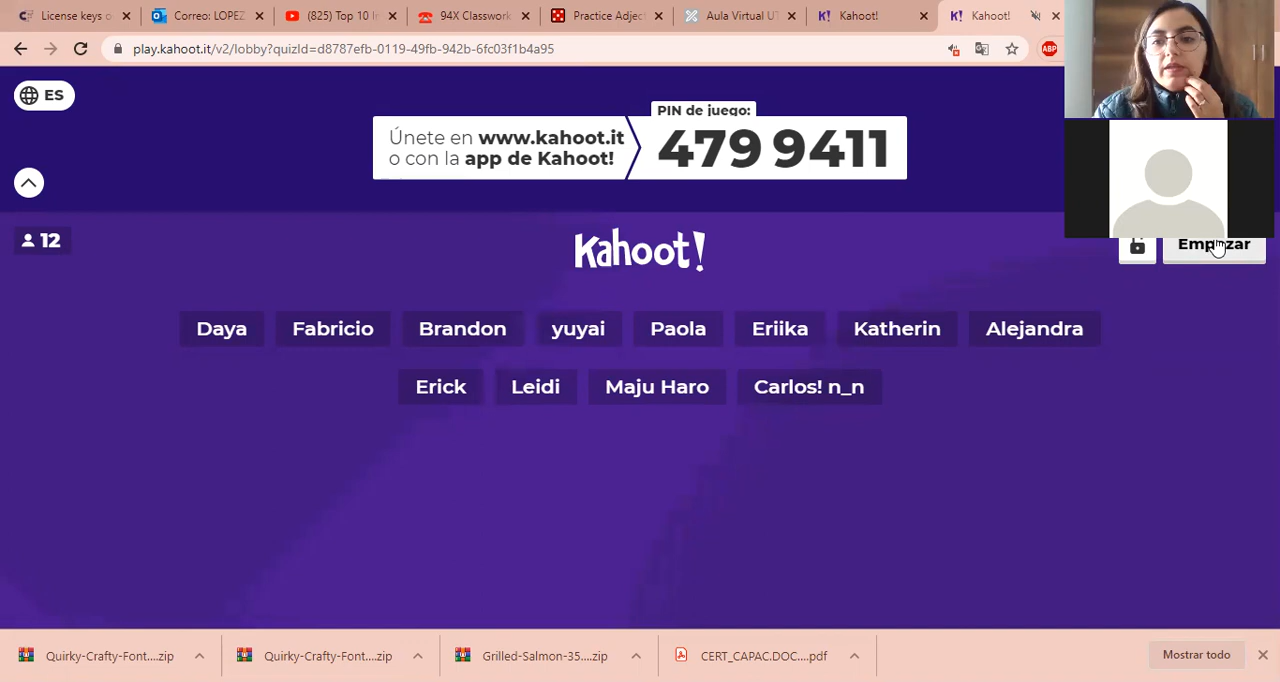 License keys o
Correo: LOPEZ
(825) Top 10 I
94X Classwork
Practice Adject
Aula Virtual UT
Kahoot!
Kahoot!
play.kahoot.it/v2/lobby?quizId=d8787efb-0119-49fb-942b-6fc03f1b4a95
ABP
ES
Únete en www.kahoot.it
o con la app de Kahoot!
PIN de juego:
479 9411
12
Kahoot!
Empezar
Daya Fabricio Brandon yuyai Paola Eriika Katherin Alejandra
Erick Leidi Maju Haro Carlos! n_n
Quirky-Crafty-Font....zip
Quirky-Crafty-Font....zip
Grilled-Salmon-35....zip
CERT_CAPAC.DOC....pdf
Mostrar todo